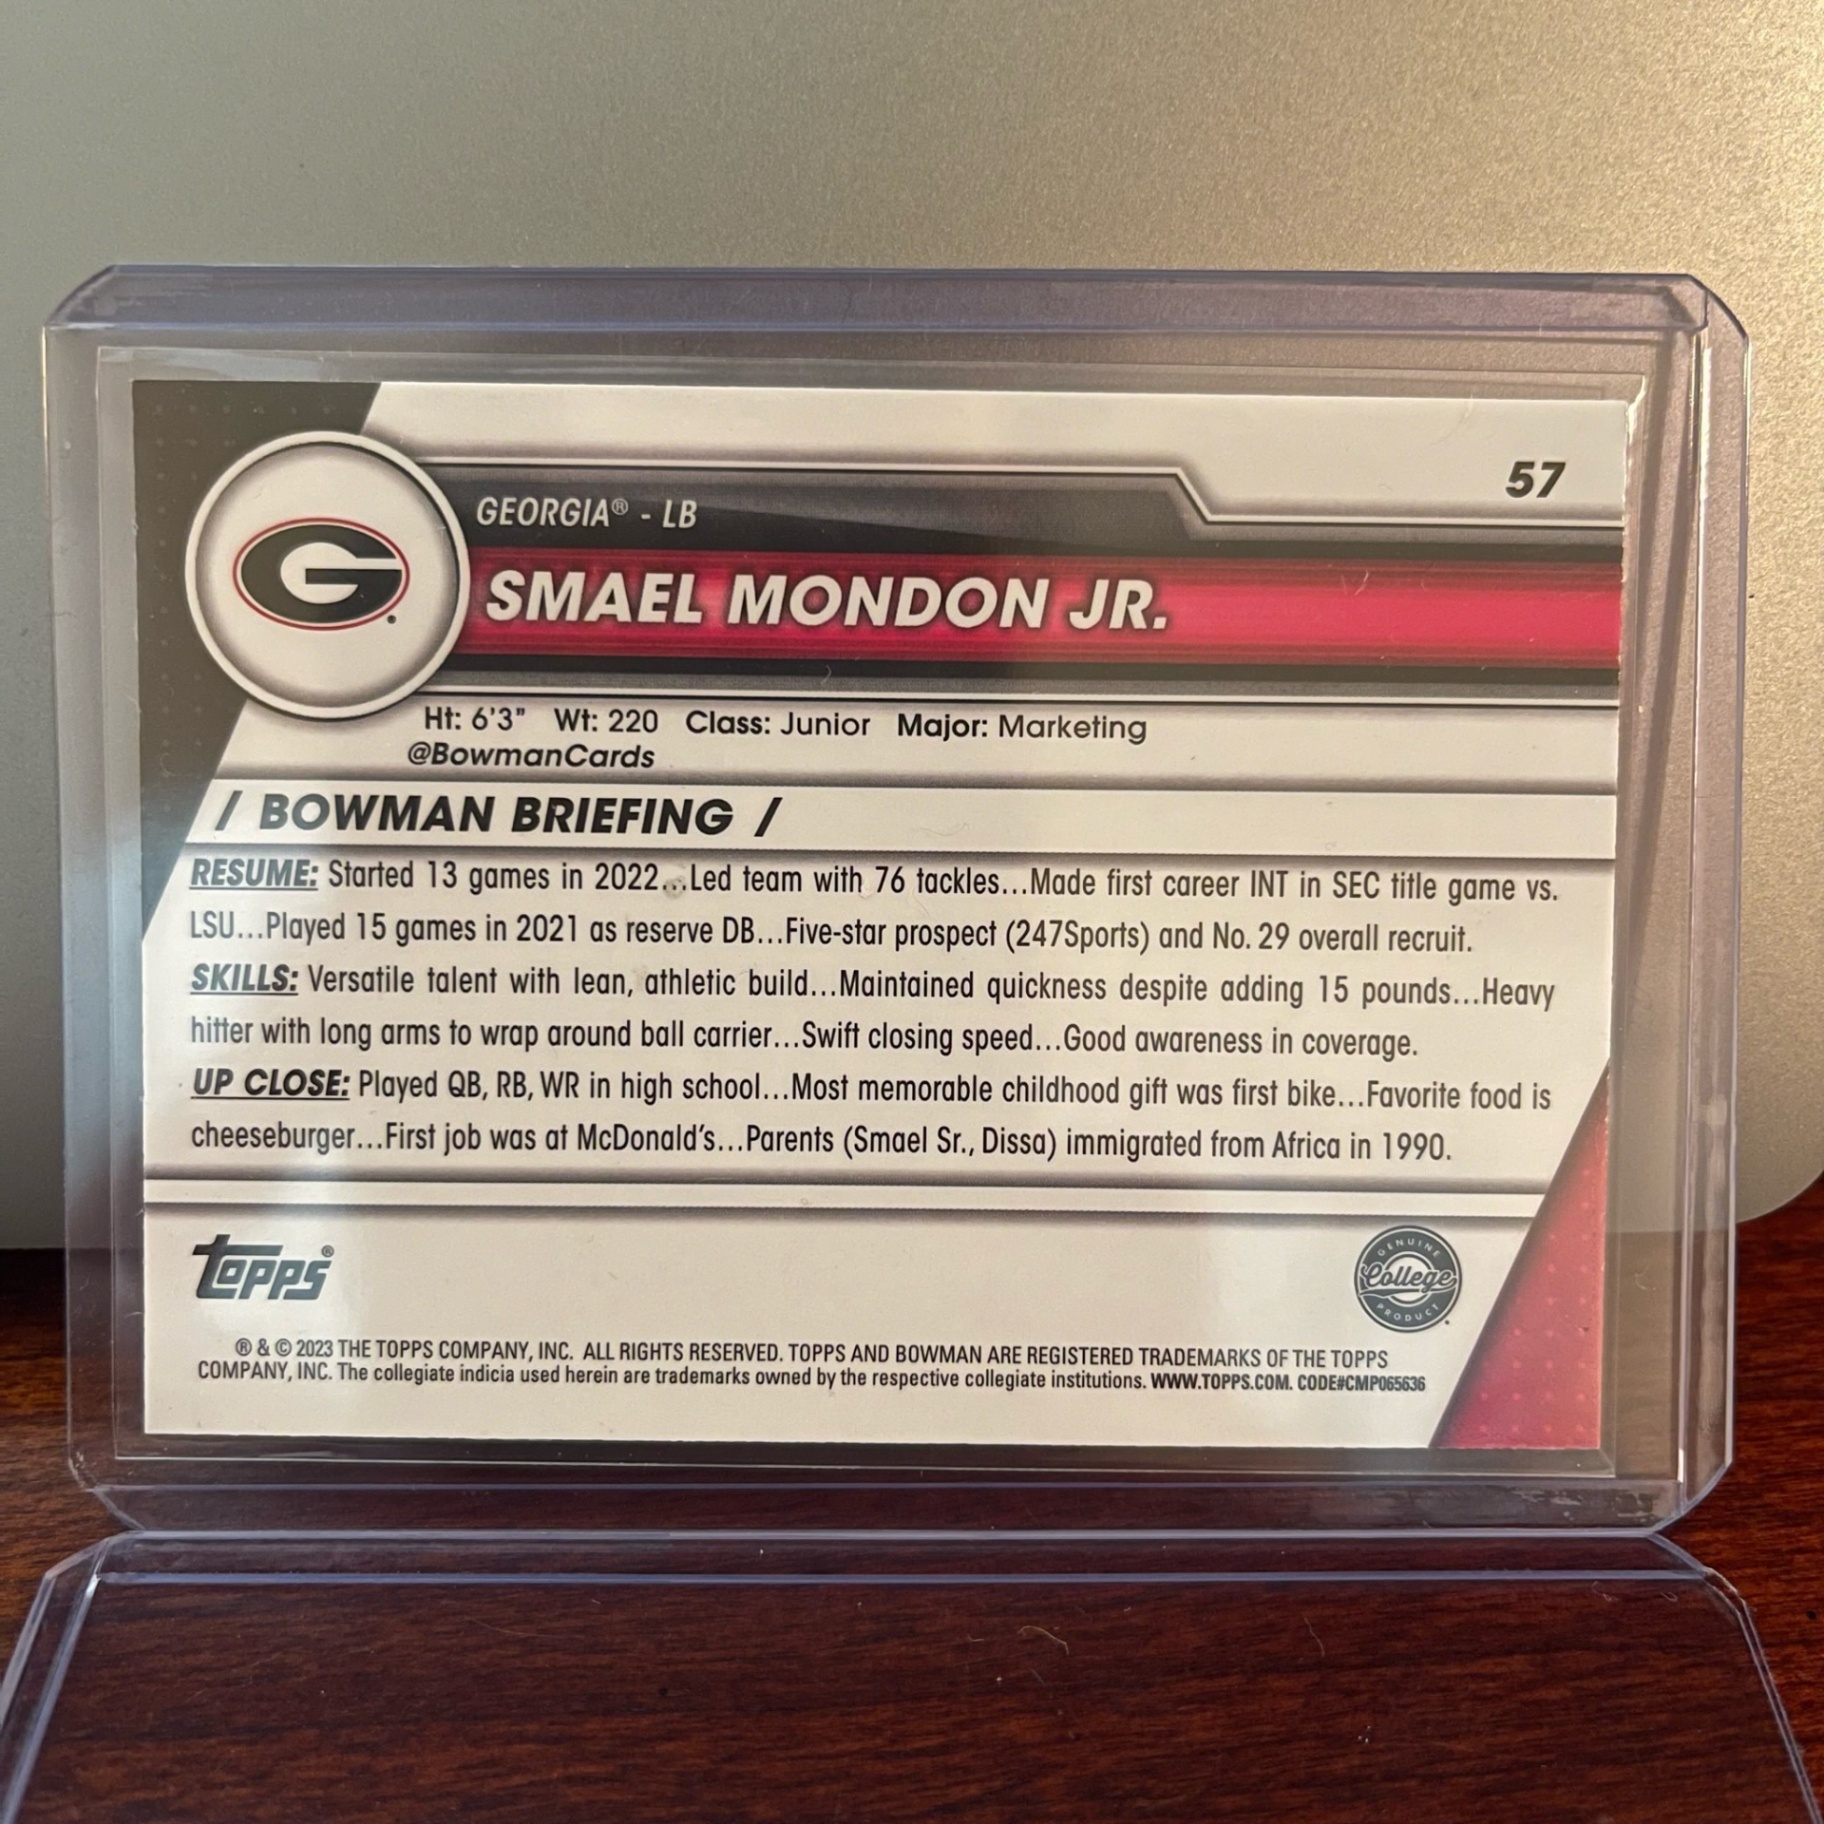 57
GEORGIA® - LB
G
SMAEL MONDON JR.
Ht: 6'3" Wt: 220 Class: Junior Major: Marketing
@BowmanCards
/ BOWMAN BRIEFING /
RESUME: Started 13 games in 2022...Led team with 76 tackles...Made first career INT in SEC title game vs.
LSU...Played 15 games in 2021 as reserve DB...Five-star prospect (247Sports) and No. 29 overall recruit.
SKILLS: Versatile talent with lean, athletic build...Maintained quickness despite adding 15 pounds...Heavy
hitter with long arms to wrap around ball carrier...Swift closing speed...Good awareness in coverage.
UP CLOSE: Played QB, RB, WR in high school...Most memorable childhood gift was first bike...Favorite food is
cheeseburger...First job was at McDonald's...Parents (Smael Sr., Dissa) immigrated from Africa in 1990.
Topps®
GENUINE
College
PRODUCT
® & © 2023 THE TOPPS COMPANY, INC. ALL RIGHTS RESERVED. TOPPS AND BOWMAN ARE REGISTERED TRADEMARKS OF THE TOPPS
COMPANY, INC. The collegiate indicia used herein are trademarks owned by the respective collegiate institutions. WWW.TOPPS.COM. CODE#CMP065636